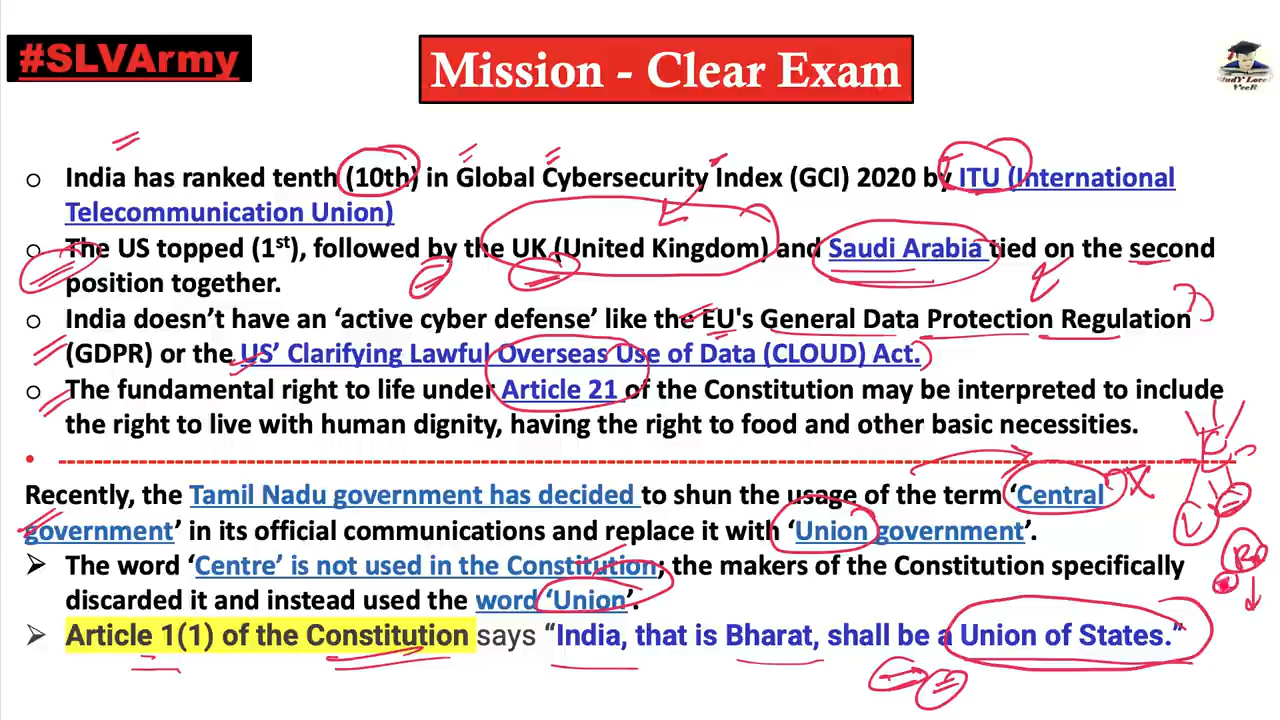 #SLVArmy
Mission - Clear Exam
StudY Lover
VeeR
o India has ranked tenth (10th) in Global Cybersecurity Index (GCI) 2020 by ITU (International
Telecommunication Union)
o The US topped (1st), followed by the UK (United Kingdom) and Saudi Arabia tied on the second
position together.
o India doesn’t have an ‘active cyber defense’ like the EU's General Data Protection Regulation
(GDPR) or the US’ Clarifying Lawful Overseas Use of Data (CLOUD) Act.
o The fundamental right to life under Article 21 of the Constitution may be interpreted to include
the right to live with human dignity, having the right to food and other basic necessities.
Recently, the Tamil Nadu government has decided to shun the usage of the term ‘Central
government’ in its official communications and replace it with ‘Union government’.
➢ The word ‘Centre’ is not used in the Constitution; the makers of the Constitution specifically
discarded it and instead used the word ‘Union’.
➢ Article 1(1) of the Constitution says “India, that is Bharat, shall be a Union of States.”